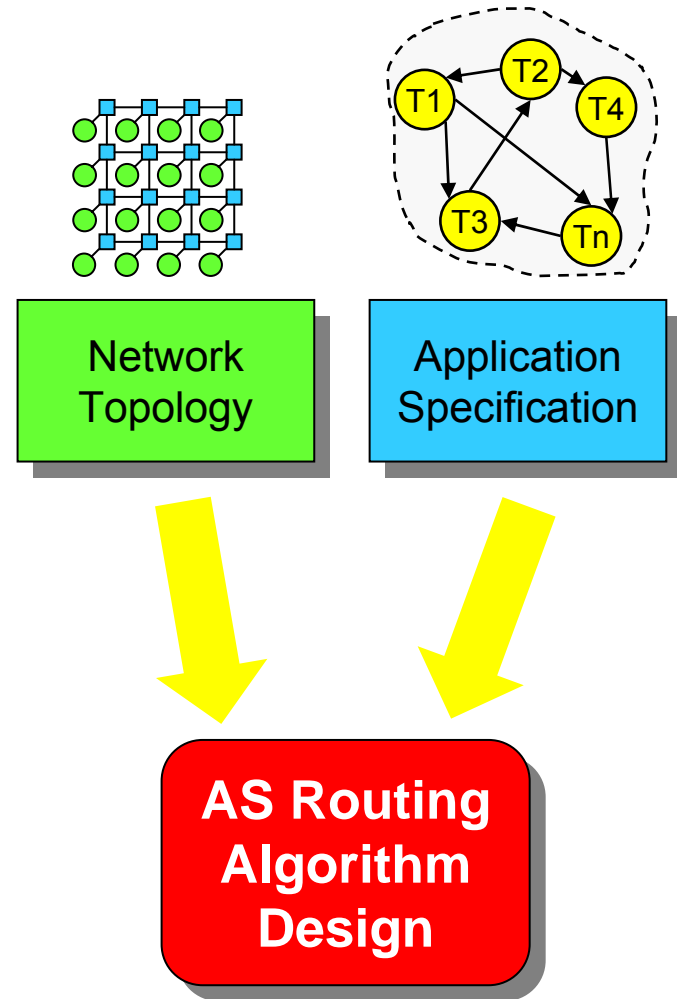 T2
T1
T4
T3
Tn
Network
Topology
Application
Specification
AS Routing
Algorithm
Design